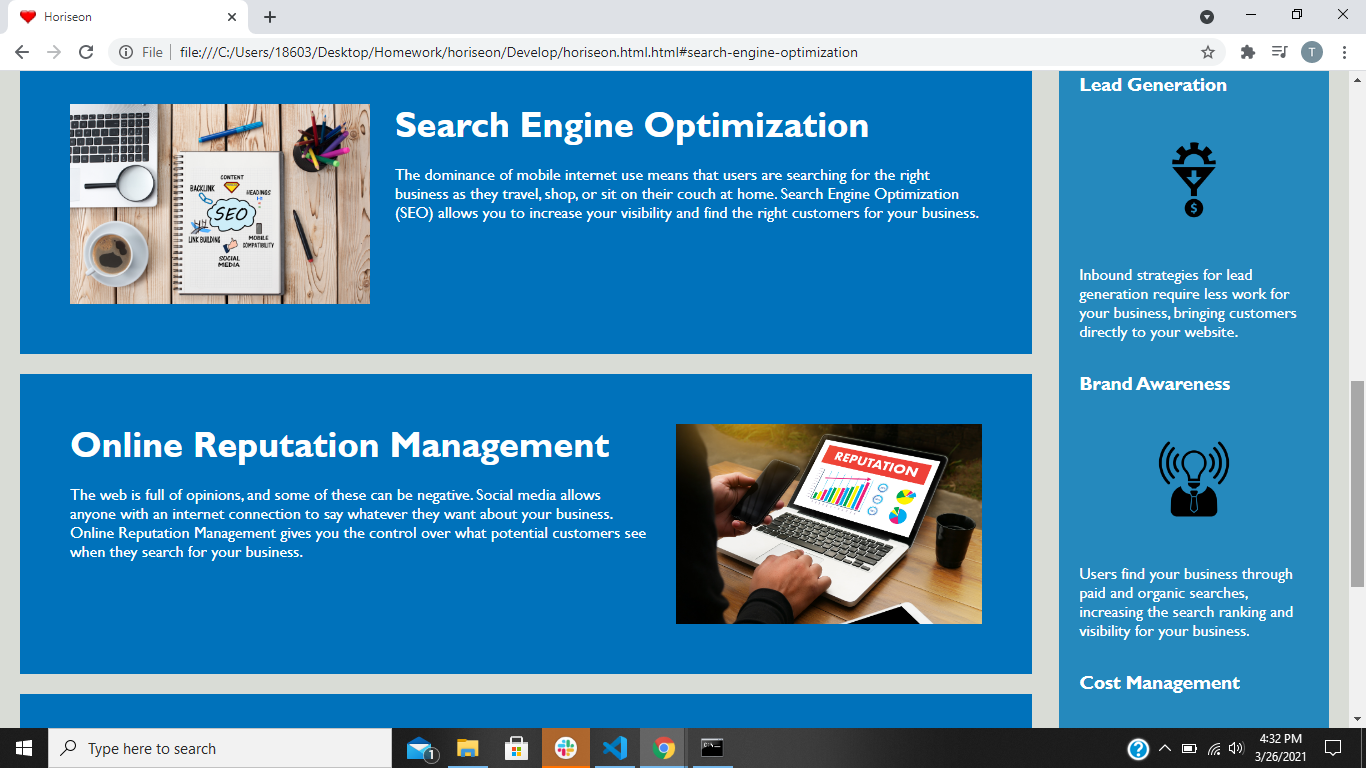 Horiseon
File
file:///C:/Users/18603/Desktop/Homework/horiseon/Develop/horiseon.html.html#search-engine-optimization
T
CONTENT
BACKLINK
HEADINGS
SEO
LINK BUILDING
MOBILE
COMPATIBILITY
SOCIAL
MEDIA
Search Engine Optimization
The dominance of mobile internet use means that users are searching for the right
business as they travel, shop, or sit on their couch at home. Search Engine Optimization
(SEO) allows you to increase your visibility and find the right customers for your business.
Online Reputation Management
The web is full of opinions, and some of these can be negative. Social media allows
anyone with an internet connection to say whatever they want about your business.
Online Reputation Management gives you the control over what potential customers see
when they search for your business.
REPUTATION
Lead Generation
$
Inbound strategies for lead
generation require less work for
your business, bringing customers
directly to your website.
Brand Awareness
Users find your business through
paid and organic searches,
increasing the search ranking and
visibility for your business.
Cost Management
Type here to search
1
4:32 PM
3/26/2021